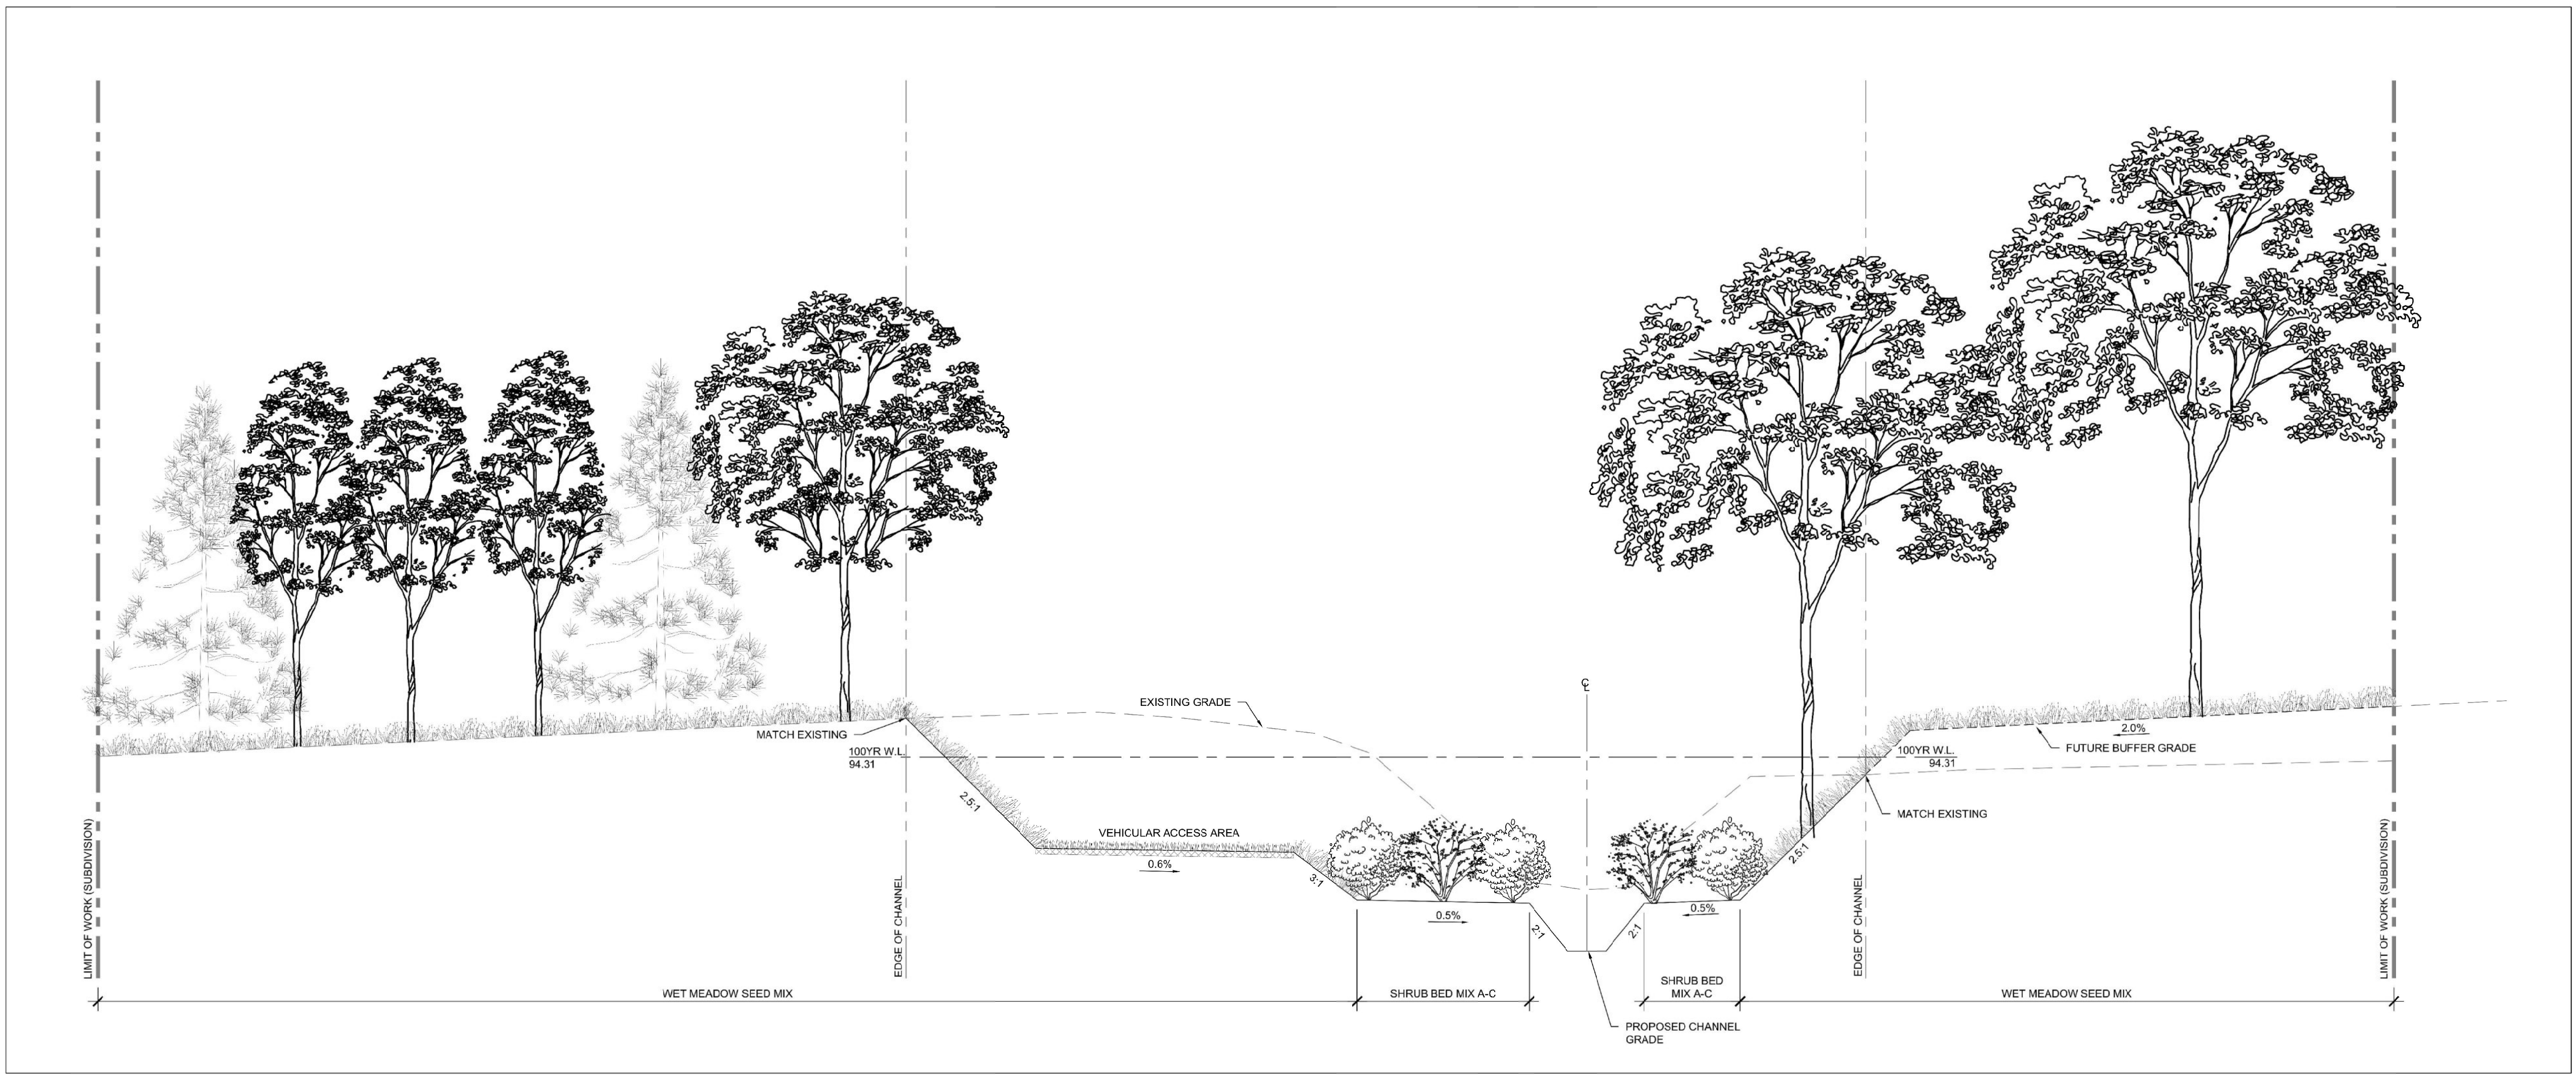 ℄
EXISTING GRADE
MATCH EXISTING
100YR W.L.
94.31
2.0%
100YR W.L.
94.31
FUTURE BUFFER GRADE
2.5:1
MATCH EXISTING
VEHICULAR ACCESS AREA
0.6%
3:1
2.5:1
0.5%
0.5%
2:1
2:1
LIMIT OF WORK (SUBDIVISION)
EDGE OF CHANNEL
EDGE OF CHANNEL
LIMIT OF WORK (SUBDIVISION)
WET MEADOW SEED MIX
SHRUB BED MIX A-C
SHRUB BED
MIX A-C
WET MEADOW SEED MIX
PROPOSED CHANNEL
GRADE